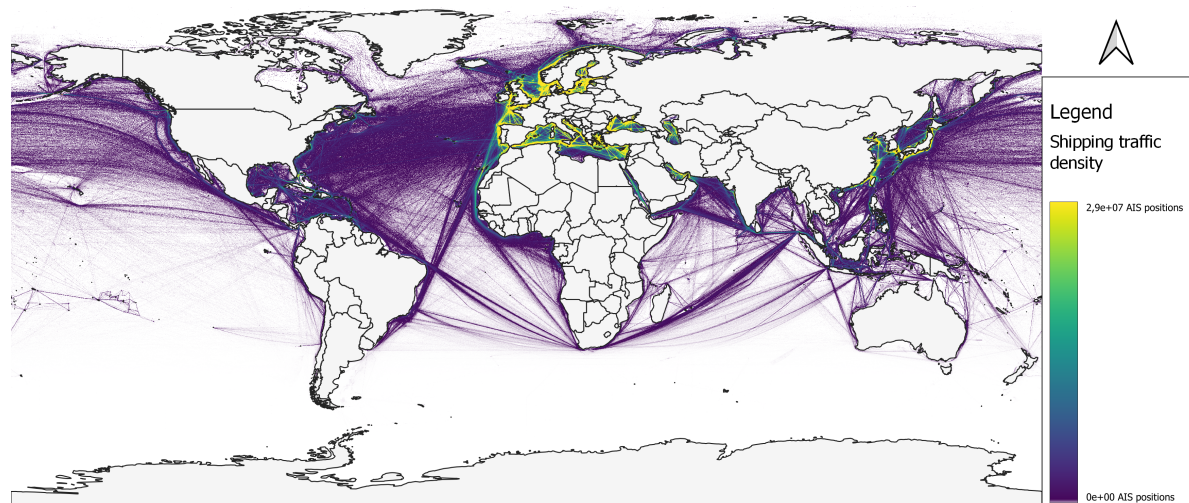 Legend
Shipping traffic
density
2,9e+07 AIS positions
0e+00 AIS positions